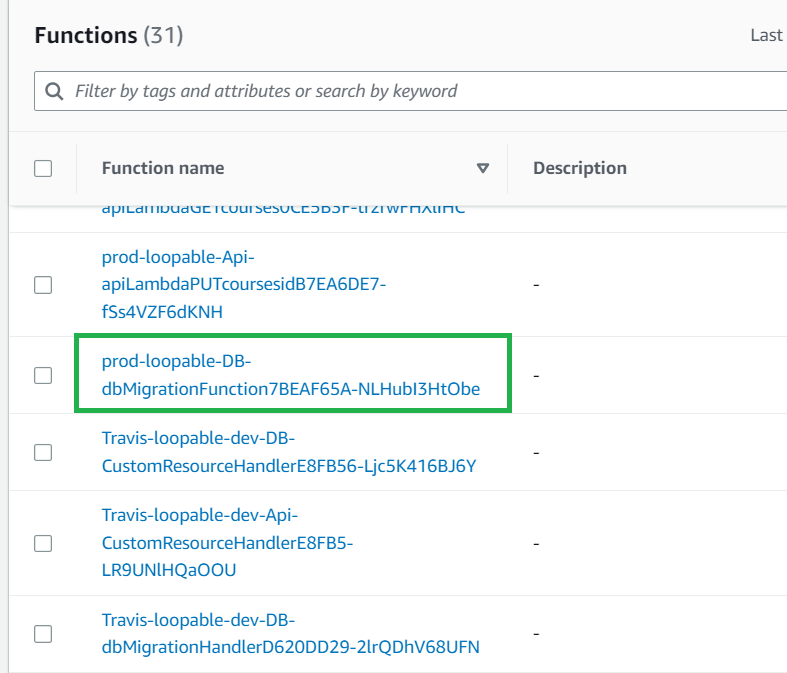 Functions (31)
Last
Filter by tags and attributes or search by keyword
Function name
Description
prod-loopable-Api-
apiLambdaPUTcoursesidB7EA6DE7-
fSs4VZF6dKNH
-
prod-loopable-DB-
dbMigrationFunction7BEAF65A-NLHubI3HtObe
-
Travis-loopable-dev-DB-
CustomResourceHandlerE8FB56-Ljc5K416BJ6Y
-
Travis-loopable-dev-Api-
CustomResourceHandlerE8FB5-
LR9UNlHQaOOU
-
Travis-loopable-dev-DB-
dbMigrationHandlerD620DD29-2lrQDhV68UFN
-